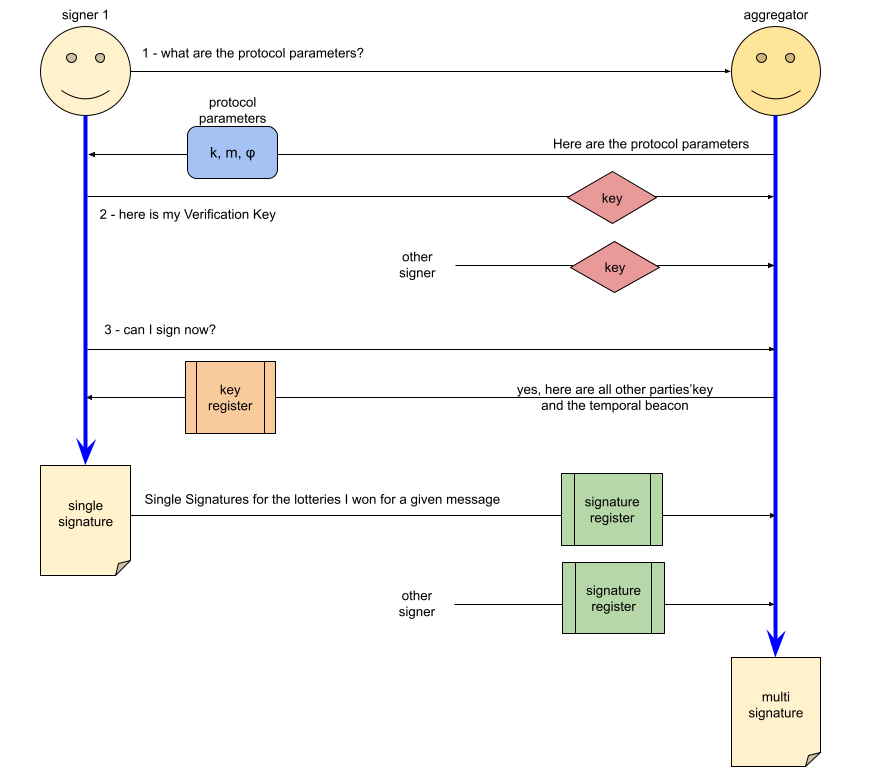 signer 1
aggregator
1 - what are the protocol parameters?
protocol
parameters
k, m, φ
Here are the protocol parameters
key
2 - here is my Verification Key
other
signer
key
3 - can I sign now?
key
register
yes, here are all other parties'key
and the temporal beacon
single
signature
Single Signatures for the lotteries I won for a given message
signature
register
other
signer
signature
register
multi
signature